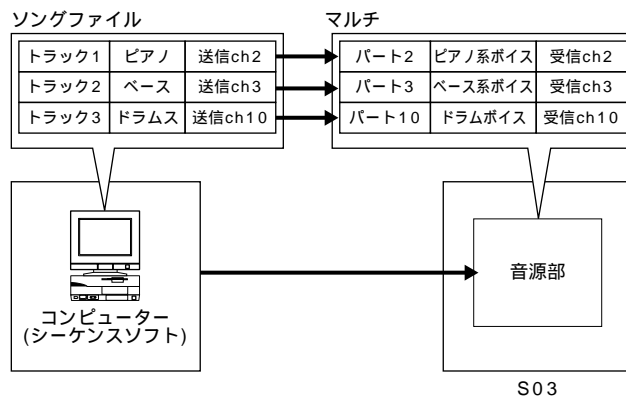 ソングファイル
トラック1 ピアノ 送信ch2
トラック2 ベース 送信ch3
トラック3 ドラムス 送信ch10
マルチ
パート2 ピアノ系ボイス 受信ch2
パート3 ベース系ボイス 受信ch3
パート10 ドラムボイス 受信ch10
コンピューター
(シーケンスソフト)
音源部
S03